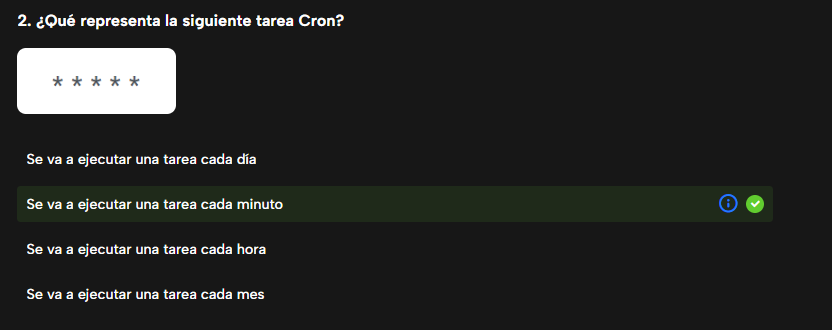 2. ¿Qué representa la siguiente tarea Cron?
* * * * *
Se va a ejecutar una tarea cada día
Se va a ejecutar una tarea cada minuto
Se va a ejecutar una tarea cada hora
Se va a ejecutar una tarea cada mes